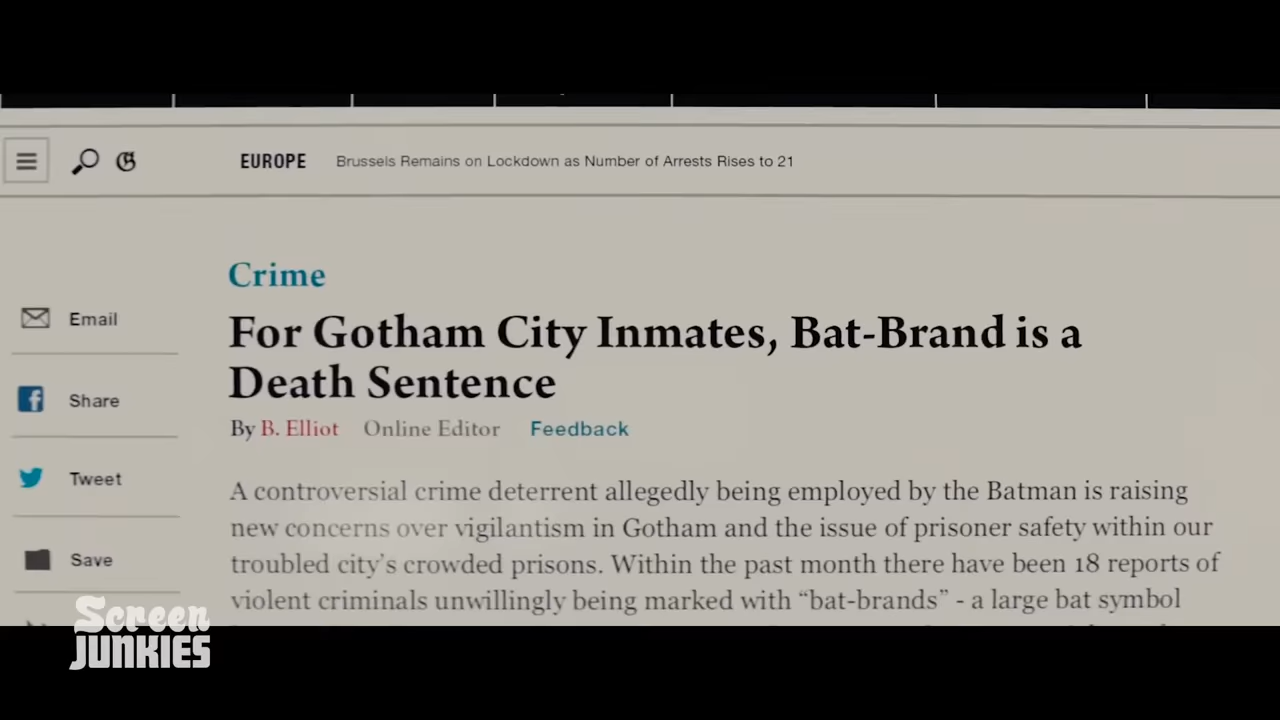 EUROPE Brussels Remains on Lockdown as Number of Arrests Rises to 21
Crime
For Gotham City Inmates, Bat-Brand is a
Death Sentence
By B. Elliot Online Editor Feedback
A controversial crime deterrent allegedly being employed by the Batman is raising
new concerns over vigilantism in Gotham and the issue of prisoner safety within our
troubled city's crowded prisons. Within the past month there have been 18 reports of
violent criminals unwillingly being marked with “bat-brands” - a large bat symbol
Email
Share
Tweet
Save
Screen
JUNKIES